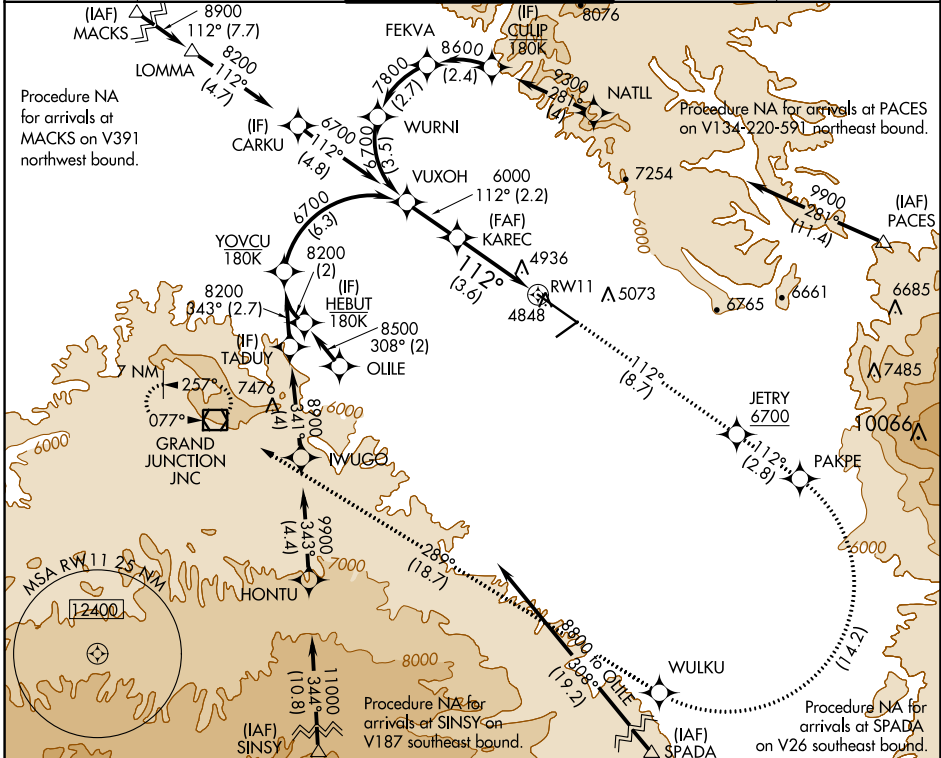 (IAF)
MACKS
8900
112° (7.7)
LOMMA
8200
112°
(4.7)
Procedure NA
for arrivals at
MACKS on V391
northwest bound.
(IF)
CARKU
6700
112°
(4.8)
FEKVA
8600
(2.4)
(IF)
CULIP
180K
8076
7800
(2.7)
WURNI
6700
(3.5)
9300
281°
(4)
NATLL
Procedure NA for arrivals at PACES
on V134-220-591 northeast bound.
7254
6000
9900
281°
(11.4)
(IAF)
PACES
VUXOH
6000
112° (2.2)
(FAF)
KAREC
112°
(3.6)
4936
RW11
4848
5073
6765
6661
6685
7485
10066
6700
(6.3)
YOVCU
180K
8200
(2)
(IF)
HEBUT
180K
8200
343° (2.7)
8500
308° (2)
OLILE
(IF)
TADUY
7 NM
257°
7476
077°
GRAND
JUNCTION
JNC
6000
6000
8900
341°
(4)
IWUGO
9900
343°
(4.4)
HONTU
7000
112°
(8.7)
JETRY
6700
112°
(2.8)
PAKPE
6000
(14.2)
289°
(18.7)
MSA RW11 25 NM
12400
8000
11000
344°
(10.8)
(IAF)
SINSY
Procedure NA for
arrivals at SINSY on
V187 southeast bound.
8800 to OLILE
308°
(19.2)
WULKU
(IAF)
SPADA
Procedure NA for
arrivals at SPADA
on V26 southeast bound.